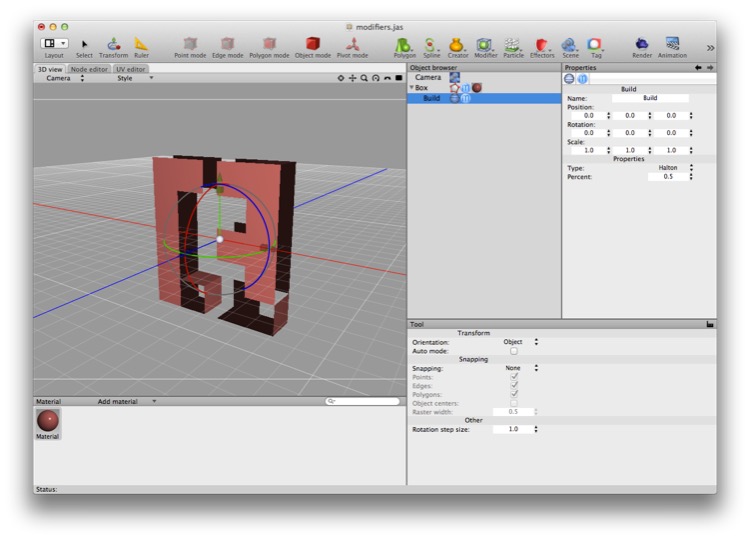 modifiers.jas
Layout Select Transform Ruler Point mode Edge mode Polygon mode Object mode Pivot mode Polygon Spline Creator Modifier Particle Effectors Scene Tag Render Animation
3D view Node editor UV editor
Camera Style
Object browser
Camera
Box
Build
Properties
Build
Name: Build
Position:
0.0 0.0 0.0
Rotation:
0.0 0.0 0.0
Scale:
1.0 1.0 1.0
Properties
Type: Halton
Percent: 0.5
Tool
Transform
Orientation: Object
Auto mode:
Snapping
Snapping: None
Points:
Edges:
Polygons:
Object centers:
Raster width: 0.5
Other
Rotation step size: 1.0
Material Add material
Material
Status: